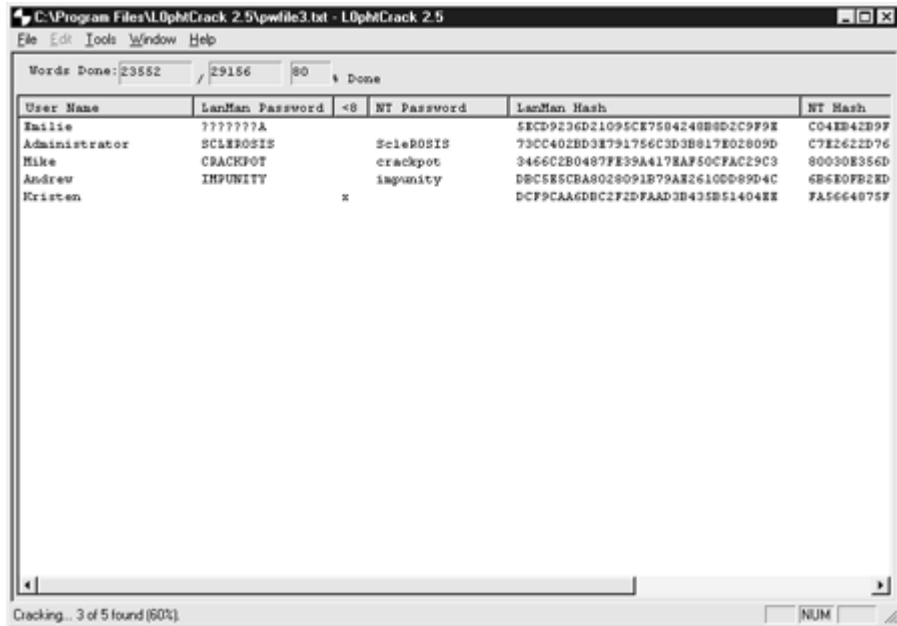 C:\Program Files\L0phtCrack 2.5\pwfile3.txt - L0phtCrack 2.5
File Edit Tools Window Help
Words Done: 23552 / 29156 80 % Done
User Name LanMan Password <8 NT Password LanMan Hash NT Hash
Emilie ???????A 5ECD9236D21095CE7584248B8D2C9F9E C04EB42B9F
Administrator SCLEROSIS ScleROSIS 73CC402BD3E791756C3D3B817E02809D C7E2622D76
Mike CRACKPOT crackpot 3466C2B0487FE39A417EAF50CFAC29C3 80030E356D
Andrew IMPUNITY impunity DBC5E5CBA8028091B79AE2610DD89D4C 6B6E0FB2ED
Kristen x DCF9CAA6DBC2F2DFAAD3B435B51404EE FA5664875F
Cracking... 3 of 5 found (60%).
NUM